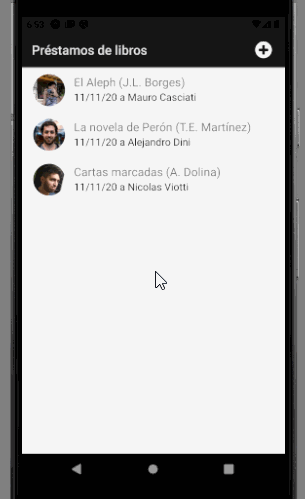 6:52
Préstamos de libros
El Aleph (J.L. Borges)
11/11/20 a Mauro Casciati
La novela de Perón (T.E. Martínez)
11/11/20 a Alejandro Dini
Cartas marcadas (A. Dolina)
11/11/20 a Nicolas Viotti